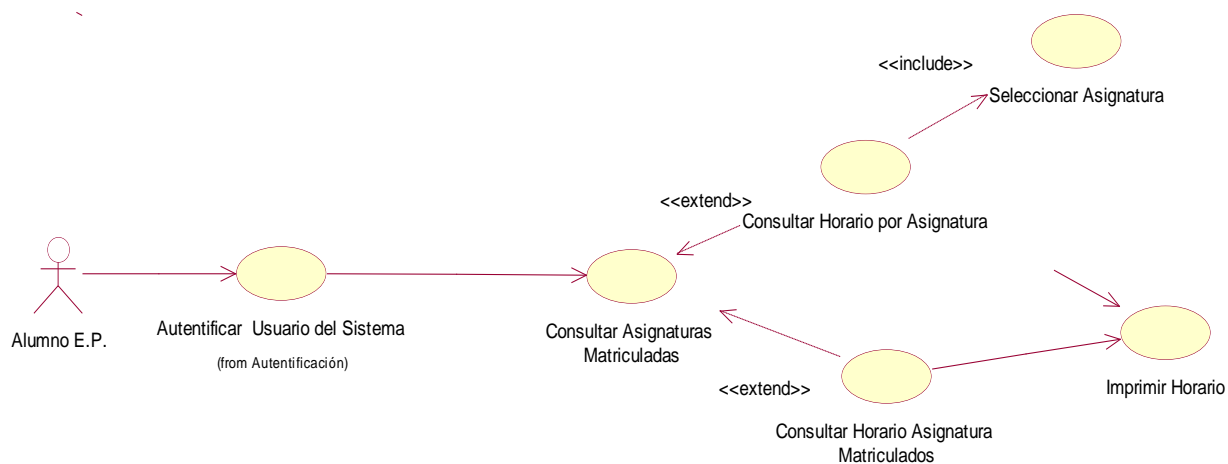 <<include>>
Seleccionar Asignatura
<<extend>>
Consultar Horario por Asignatura
Alumno E.P.
Autentificar Usuario del Sistema
(from Autentificación)
Consultar Asignaturas
Matriculadas
<<extend>>
Consultar Horario Asignatura
Matriculados
Imprimir Horario